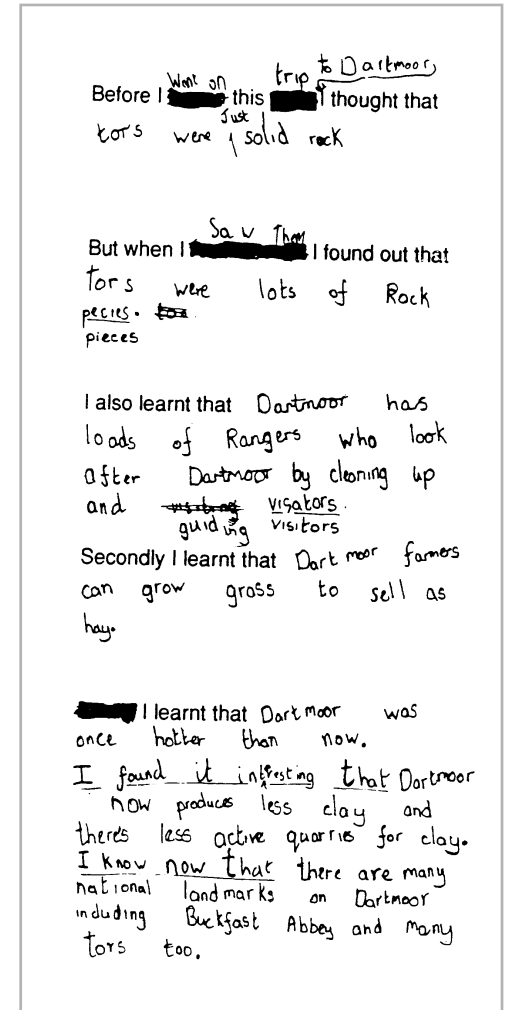 Went on trip to Dartmoor
Before I this I thought that
Just
tors were solid rock
Saw Them
But when I I found out that
Tors were lots of Rock
pecies.
pieces
I also learnt that Dartmoor has
loads of Rangers who look
after Dartmoor by cleaning up
and visators.
guiding visitors
Secondly I learnt that Dartmoor famers
can grow grass to sell as
hay.
I learnt that Dartmoor was
once hotter than now.
I found it intresting that Dartmoor
now produces less clay and
there's less active quarries for clay.
I know now that there are many
national landmarks on Dartmoor
including Buckfast Abbey and many
tors too.